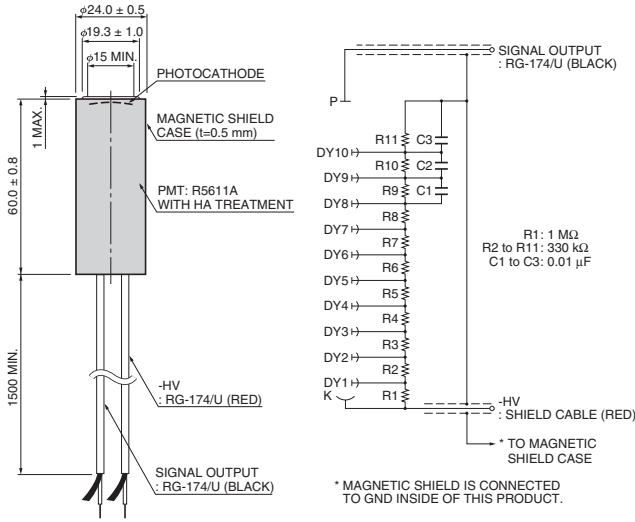 φ24.0 ± 0.5
φ19.3 ± 1.0
φ15 MIN.
PHOTOCATHODE
1 MAX.
MAGNETIC SHIELD
CASE (t=0.5 mm)
60.0 ± 0.8
PMT: R5611A
WITH HA TREATMENT
1500 MIN.
-HV
: RG-174/U (RED)
SIGNAL OUTPUT
: RG-174/U (BLACK)
SIGNAL OUTPUT
: RG-174/U (BLACK)
P
R11 C3
DY10
R10 C2
DY9
R9 C1
DY8
R8
DY7
R7
DY6
R6
DY5
R5
DY4
R4
DY3
R3
DY2
R2
DY1
K R1
R1: 1 MΩ
R2 to R11: 330 kΩ
C1 to C3: 0.01 μF
-HV
: SHIELD CABLE (RED)
* TO MAGNETIC
SHIELD CASE
* MAGNETIC SHIELD IS CONNECTED
TO GND INSIDE OF THIS PRODUCT.